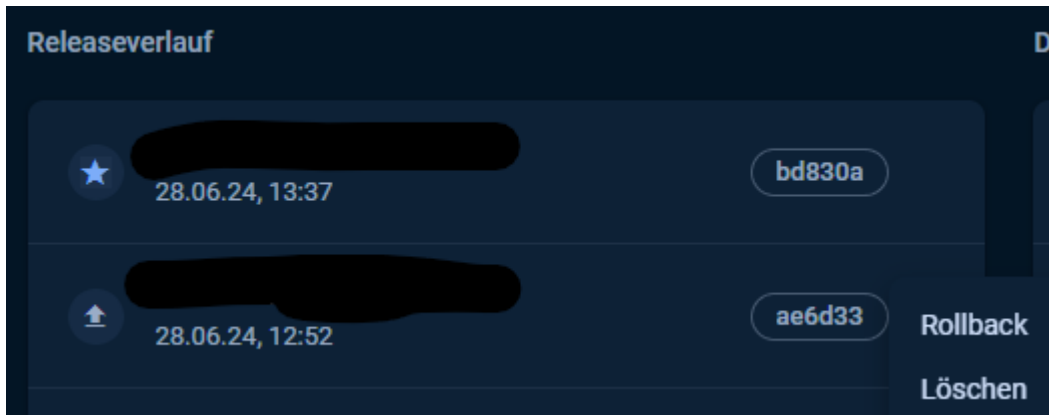 Releaseverlauf
D
28.06.24, 13:37
bd830a
28.06.24, 12:52
ae6d33
Rollback
Löschen